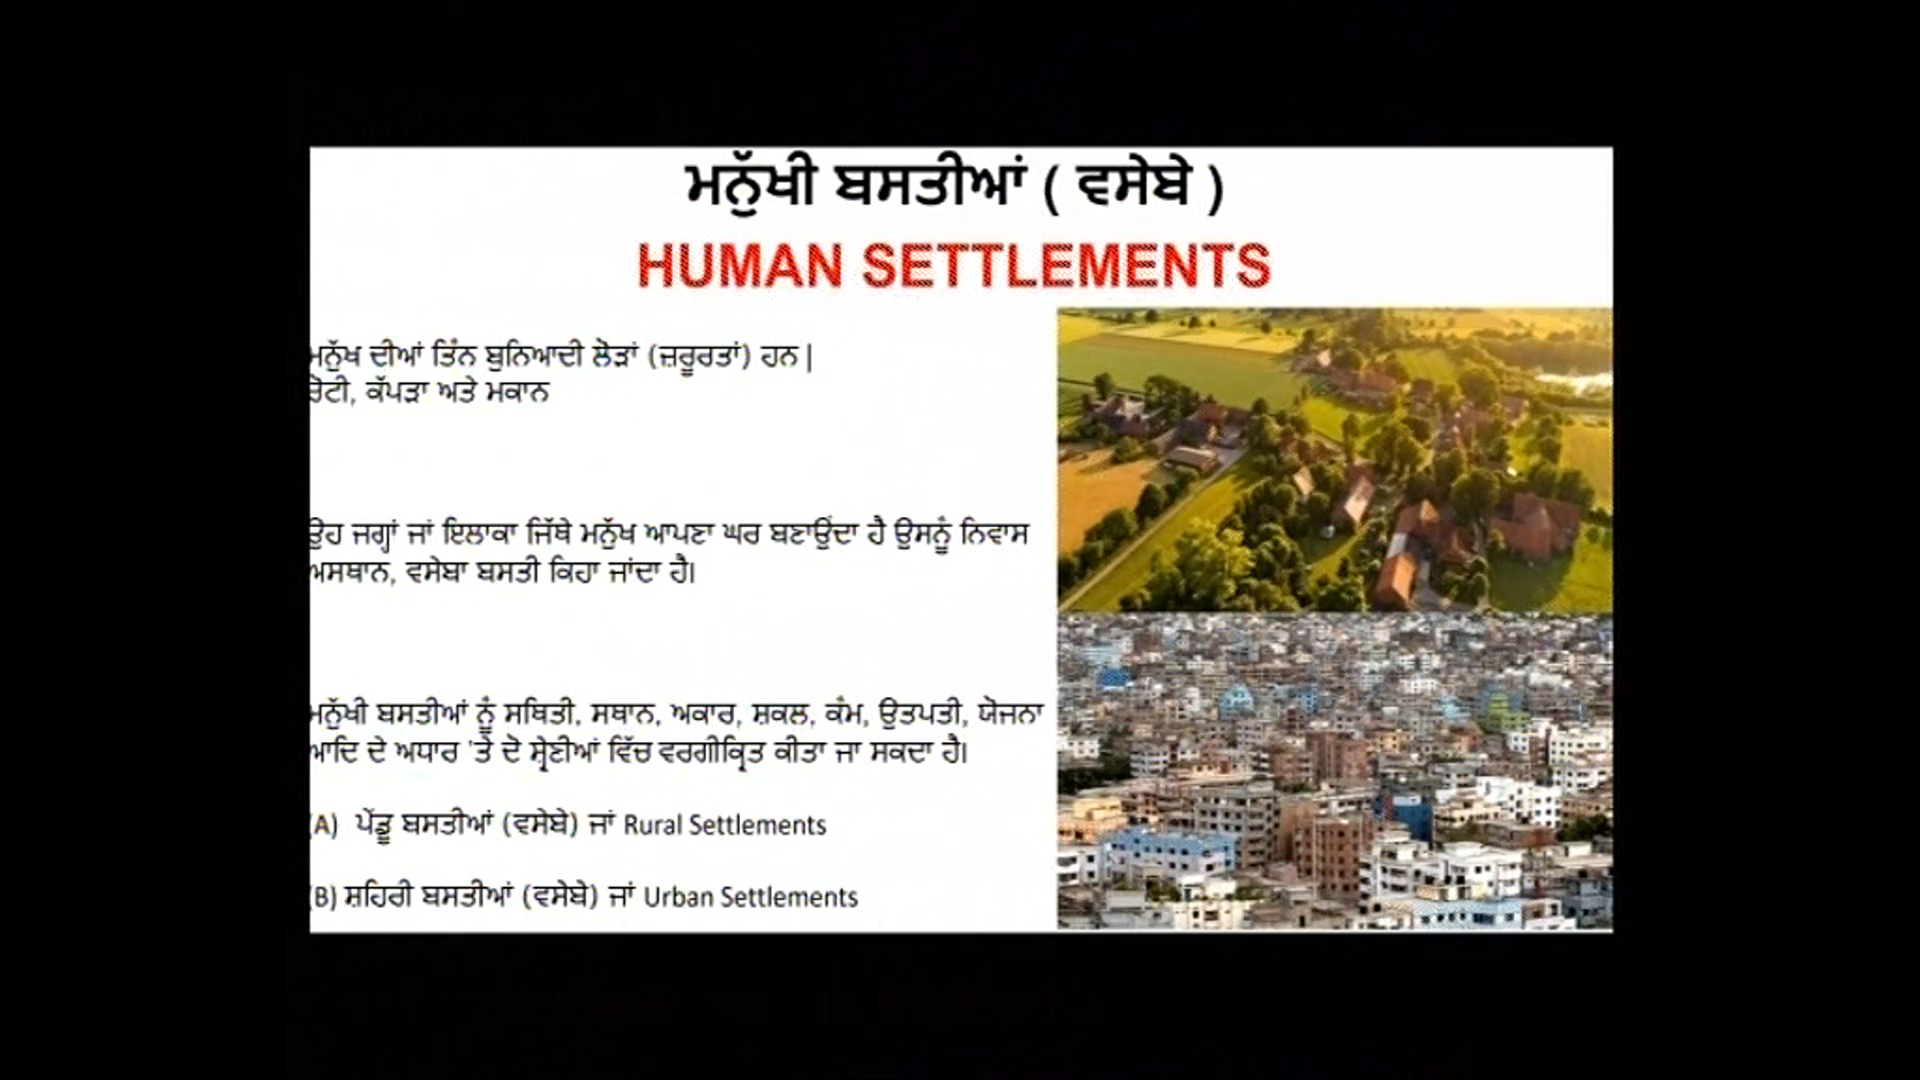 ਮਨੁੱਖੀ ਬਸਤੀਆਂ ( ਵਸੇਬੇ )
HUMAN SETTLEMENTS
ਮਨੁੱਖ ਦੀਆਂ ਤਿੰਨ ਬੁਨਿਆਦੀ ਲੋੜਾਂ (ਜ਼ਰੂਰਤਾਂ) ਹਨ |
ਰੋਟੀ, ਕੱਪੜਾ ਅਤੇ ਮਕਾਨ
ਉਹ ਜਗ੍ਹਾਂ ਜਾਂ ਇਲਾਕਾ ਜਿੱਥੇ ਮਨੁੱਖ ਆਪਣਾ ਘਰ ਬਣਾਉਂਦਾ ਹੈ ਉਸਨੂੰ ਨਿਵਾਸ
ਅਸਥਾਨ, ਵਸੇਬਾ ਬਸਤੀ ਕਿਹਾ ਜਾਂਦਾ ਹੈ।
ਮਨੁੱਖੀ ਬਸਤੀਆਂ ਨੂੰ ਸਥਿਤੀ, ਸਥਾਨ, ਅਕਾਰ, ਸ਼ਕਲ, ਕੰਮ, ਉਤਪਤੀ, ਯੋਜਨਾ
ਆਦਿ ਦੇ ਅਧਾਰ 'ਤੇ ਦੋ ਸ਼੍ਰੇਣੀਆਂ ਵਿੱਚ ਵਰਗੀਕ੍ਰਿਤ ਕੀਤਾ ਜਾ ਸਕਦਾ ਹੈ।
(A) ਪੇਂਡੂ ਬਸਤੀਆਂ (ਵਸੇਬੇ) ਜਾਂ Rural Settlements
(B) ਸ਼ਹਿਰੀ ਬਸਤੀਆਂ (ਵਸੇਬੇ) ਜਾਂ Urban Settlements